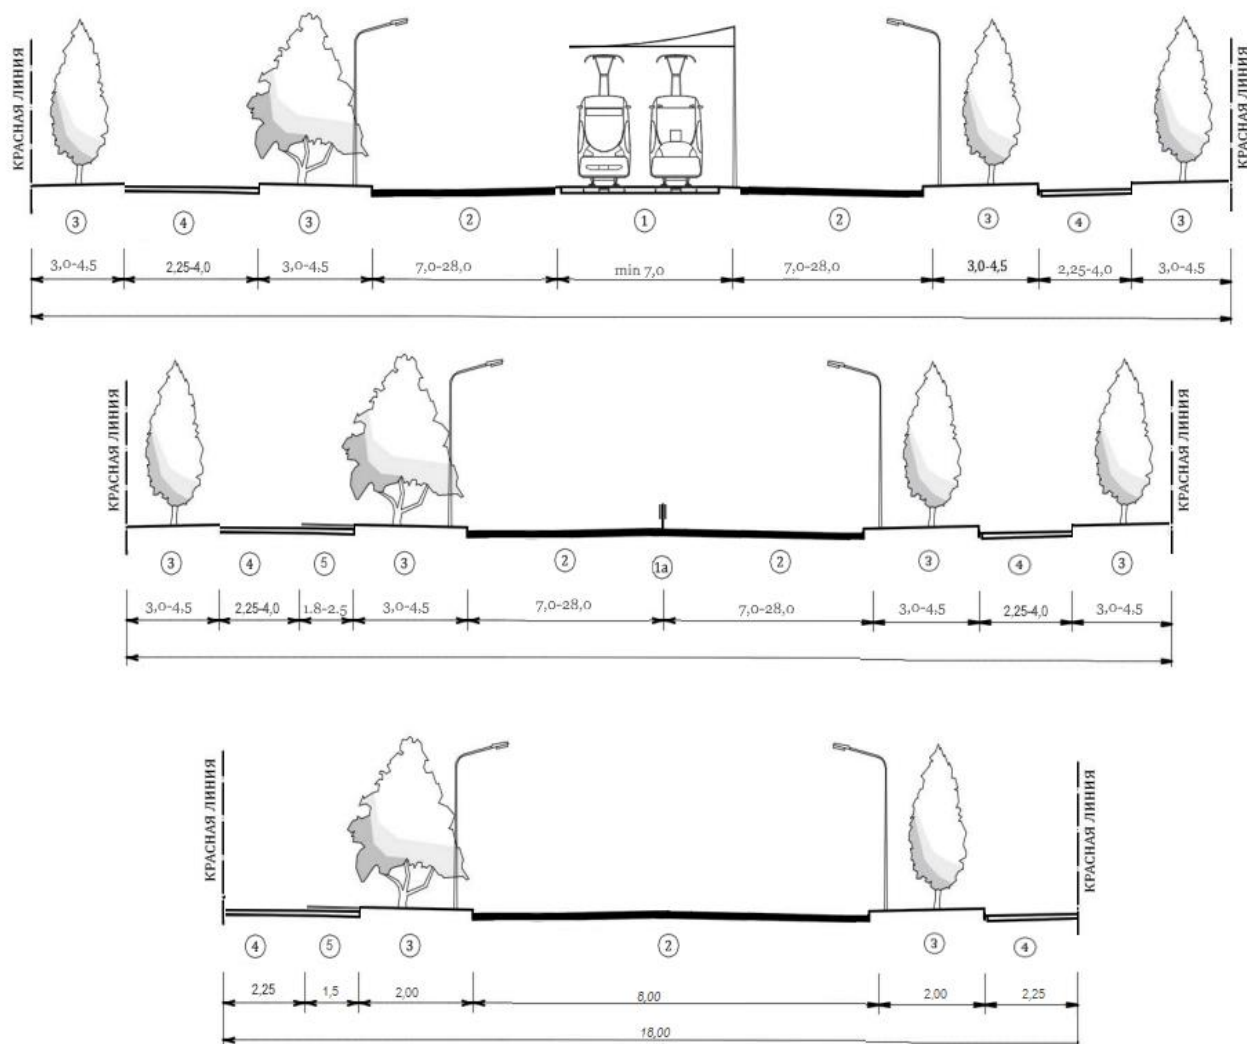 КРАСНАЯ ЛИНИЯ
КРАСНАЯ ЛИНИЯ
3 4 3 2 1 2 3 4 3
3,0-4,5 2,25-4,0 3,0-4,5 7,0-28,0 min 7,0 7,0-28,0 3,0-4,5 2,25-4,0 3,0-4,5
КРАСНАЯ ЛИНИЯ
КРАСНАЯ ЛИНИЯ
3 4 5 3 2 1а 2 3 4 3
3,0-4,5 2,25-4,0 1.8-2.5 3,0-4,5 7,0-28,0 7,0-28,0 3,0-4,5 2,25-4,0 3,0-4,5
КРАСНАЯ ЛИНИЯ
КРАСНАЯ ЛИНИЯ
4 5 3 2 3 4
2,25 1,5 2,00 8,00 2,00 2,25
18,00